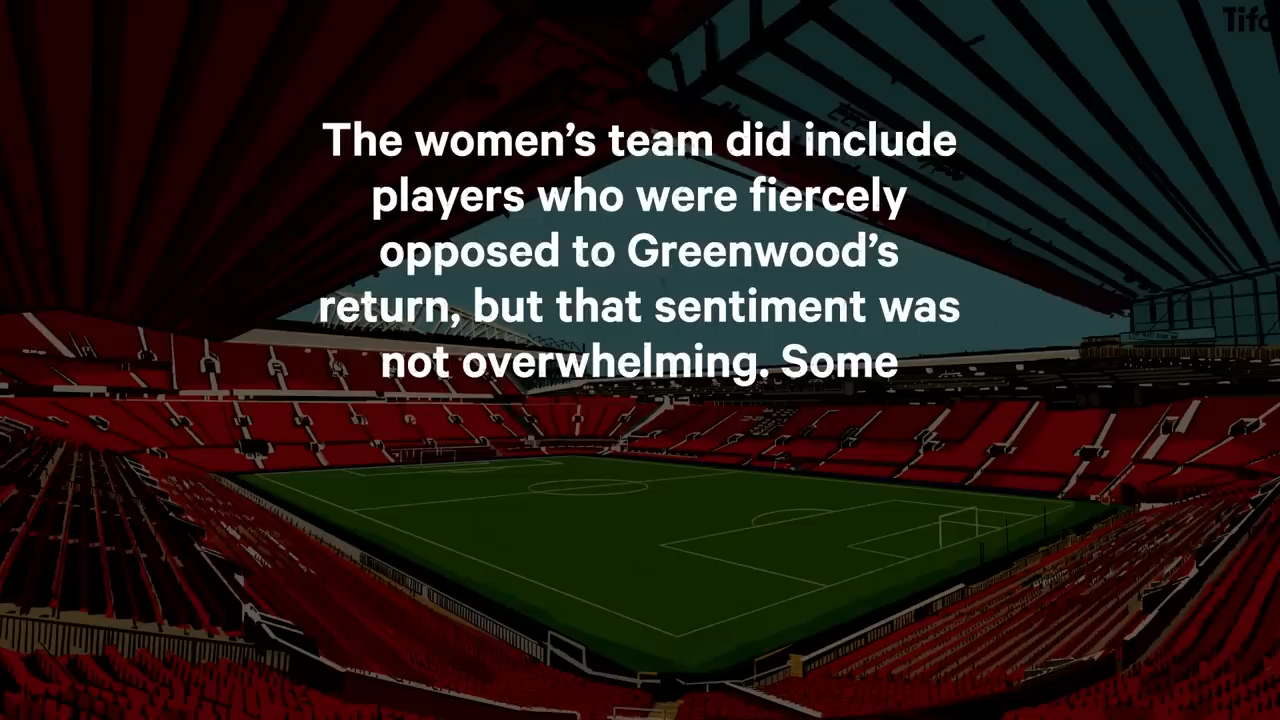 Tifo
The women’s team did include
players who were fiercely
opposed to Greenwood’s
return, but that sentiment was
not overwhelming. Some